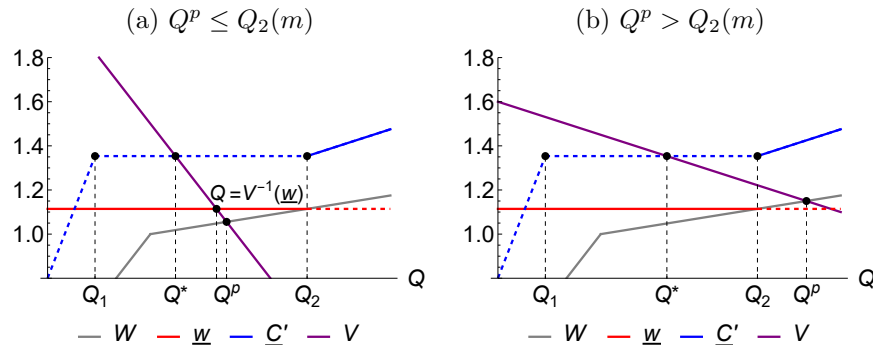 (a) Q^p ≤ Q_2(m)
(b) Q^p > Q_2(m)
1.8
1.6
1.4
1.2
1.0
Q=V^{-1}(w̲)
Q_1
Q*
Q^p
Q_2
Q
W
w̲
C̲'
V
1.8
1.6
1.4
1.2
1.0
Q_1
Q*
Q_2
Q^p
Q
W
w̲
C̲'
V